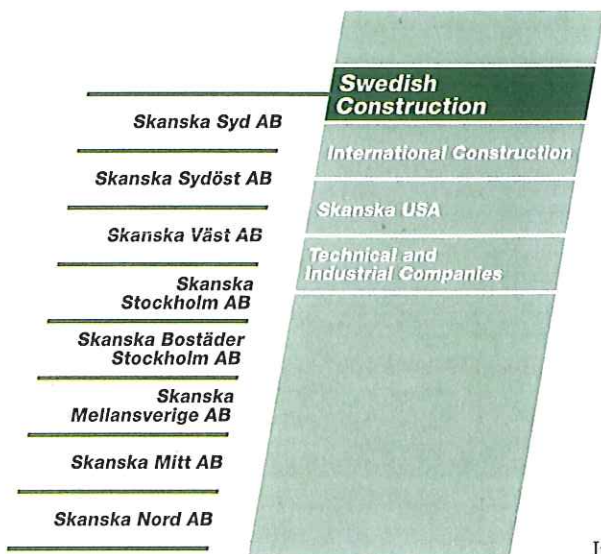 Swedish
Construction
Skanska Syd AB
International Construction
Skanska Sydöst AB
Skanska USA
Skanska Väst AB
Technical and
Industrial Companies
Skanska
Stockholm AB
Skanska Bostäder
Stockholm AB
Skanska
Mellansverige AB
Skanska Mitt AB
Skanska Nord AB